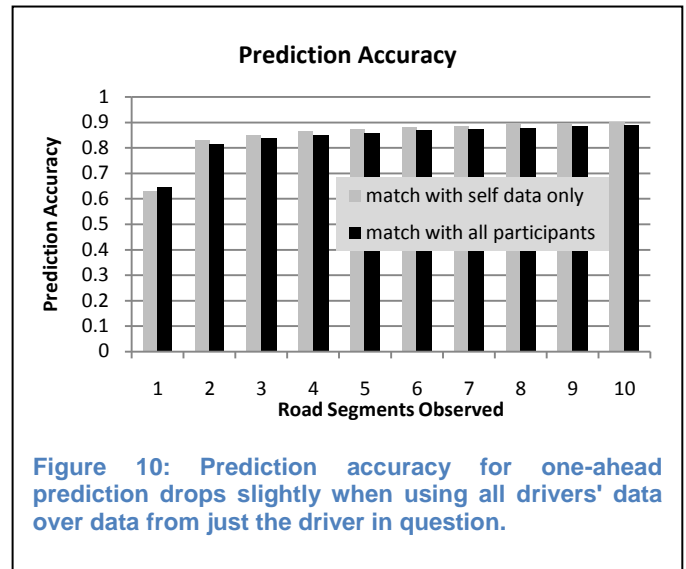 Prediction Accuracy
Prediction Accuracy
1
0.9
0.8
0.7
0.6
0.5
0.4
0.3
0.2
0.1
0
match with self data only
match with all participants
1 2 3 4 5 6 7 8 9 10
Road Segments Observed
Figure 10: Prediction accuracy for one-ahead
prediction drops slightly when using all drivers' data
over data from just the driver in question.